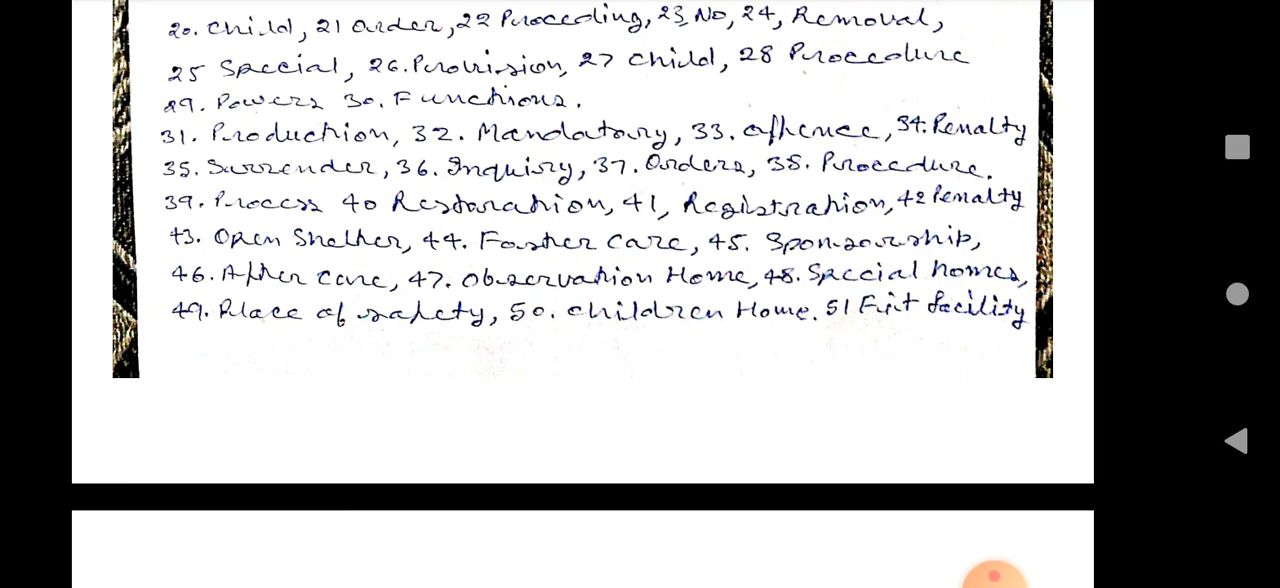 20. Child, 21 Order, 22 Proceeding, 23, No, 24, Removal,
25 Special, 26. Provision, 27 Child, 28 Procedure
29. Powers 30. Functions.
31. Production, 32. Mandatory, 33. offence, 34. Penalty
35. Surrender, 36. Inquiry, 37. Orders, 38. Procedure.
39. Process 40 Restoration, 41, Registration, 42 Penalty
43. Open Shelter, 44. Foster care, 45. Sponsorship,
46. After care, 47. Observation Home, 48. Special homes,
49. Place of safety, 50. Children Home. 51 Fit facility